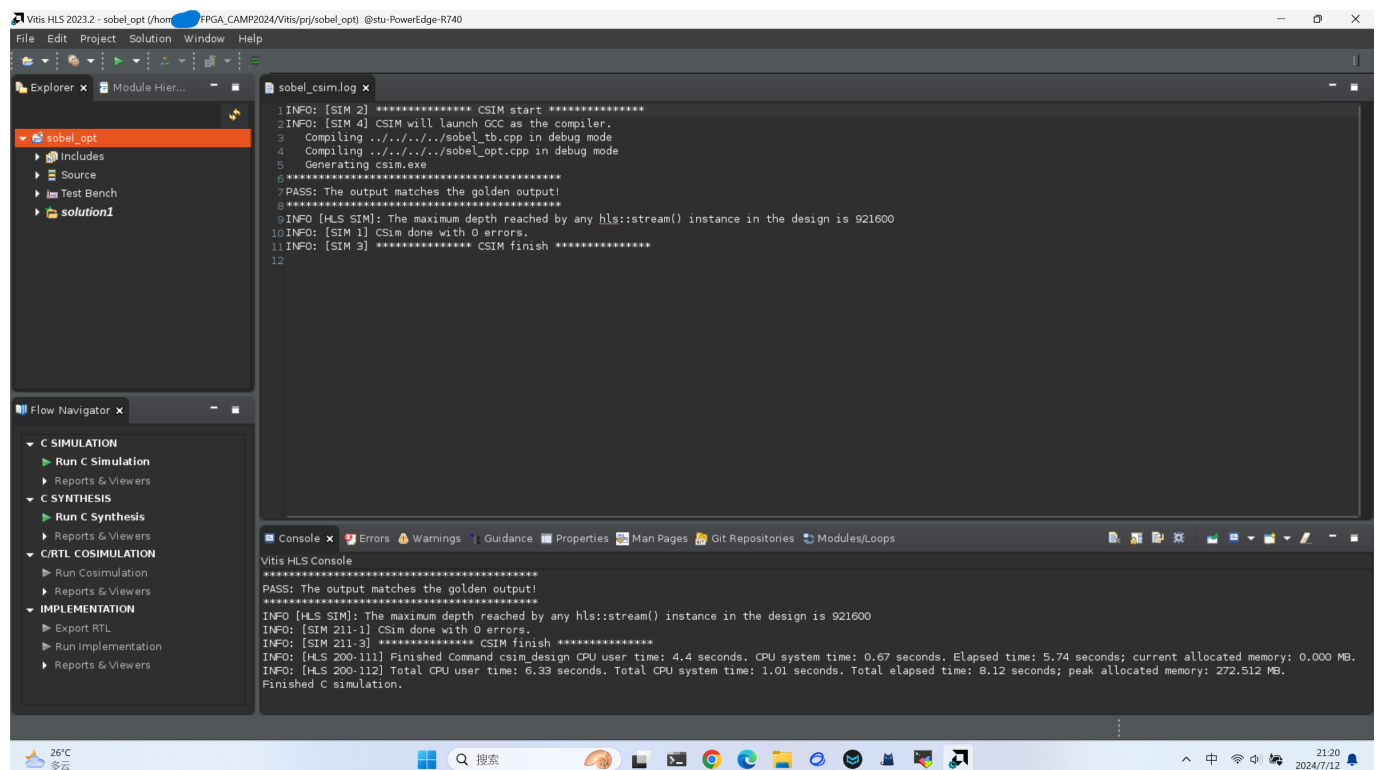 Vitis HLS 2023.2 - sobel_opt (/hom FPGA_CAMP2024/Vitis/prj/sobel_opt) @stu-PowerEdge-R740
File Edit Project Solution Window Help
Explorer Module Hier...
sobel_opt
Includes
Source
Test Bench
solution1
sobel_csim.log
1 INFO: [SIM 2] *************** CSIM start ***************
2 INFO: [SIM 4] CSIM will launch GCC as the compiler.
3 Compiling ../../../../sobel_tb.cpp in debug mode
4 Compiling ../../../../sobel_opt.cpp in debug mode
5 Generating csim.exe
6 *******************************************
7 PASS: The output matches the golden output!
8 *******************************************
9 INFO [HLS SIM]: The maximum depth reached by any hls::stream() instance in the design is 921600
10 INFO: [SIM 1] CSim done with 0 errors.
11 INFO: [SIM 3] *************** CSIM finish ***************
12
Flow Navigator
C SIMULATION
Run C Simulation
Reports & Viewers
C SYNTHESIS
Run C Synthesis
Reports & Viewers
C/RTL COSIMULATION
Run Cosimulation
Reports & Viewers
IMPLEMENTATION
Export RTL
Run Implementation
Reports & Viewers
Console Errors Warnings Guidance Properties Man Pages Git Repositories Modules/Loops
Vitis HLS Console
*******************************************
PASS: The output matches the golden output!
*******************************************
INFO [HLS SIM]: The maximum depth reached by any hls::stream() instance in the design is 921600
INFO: [SIM 211-1] CSim done with 0 errors.
INFO: [SIM 211-3] *************** CSIM finish ***************
INFO: [HLS 200-111] Finished Command csim_design CPU user time: 4.4 seconds. CPU system time: 0.67 seconds. Elapsed time: 5.74 seconds; current allocated memory: 0.000 MB.
INFO: [HLS 200-112] Total CPU user time: 6.33 seconds. Total CPU system time: 1.01 seconds. Total elapsed time: 8.12 seconds; peak allocated memory: 272.512 MB.
Finished C simulation.
26°C
多云
搜索
中
21:20
2024/7/12